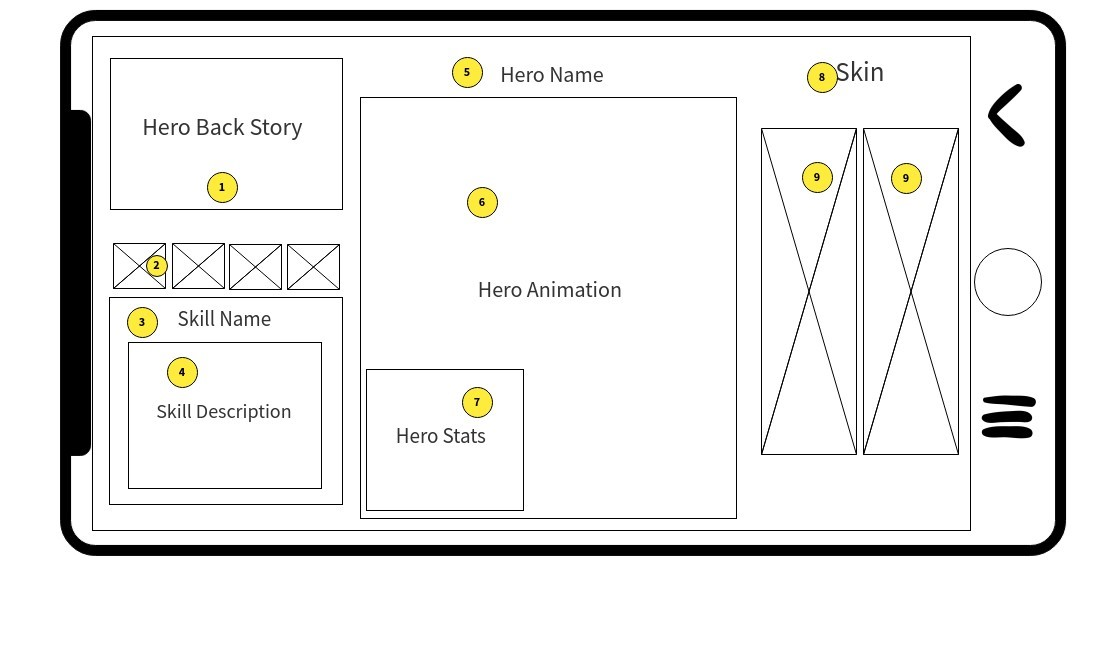 Hero Back Story
1
2
3 Skill Name
4
Skill Description
5 Hero Name
6
Hero Animation
7
Hero Stats
8 Skin
9 9